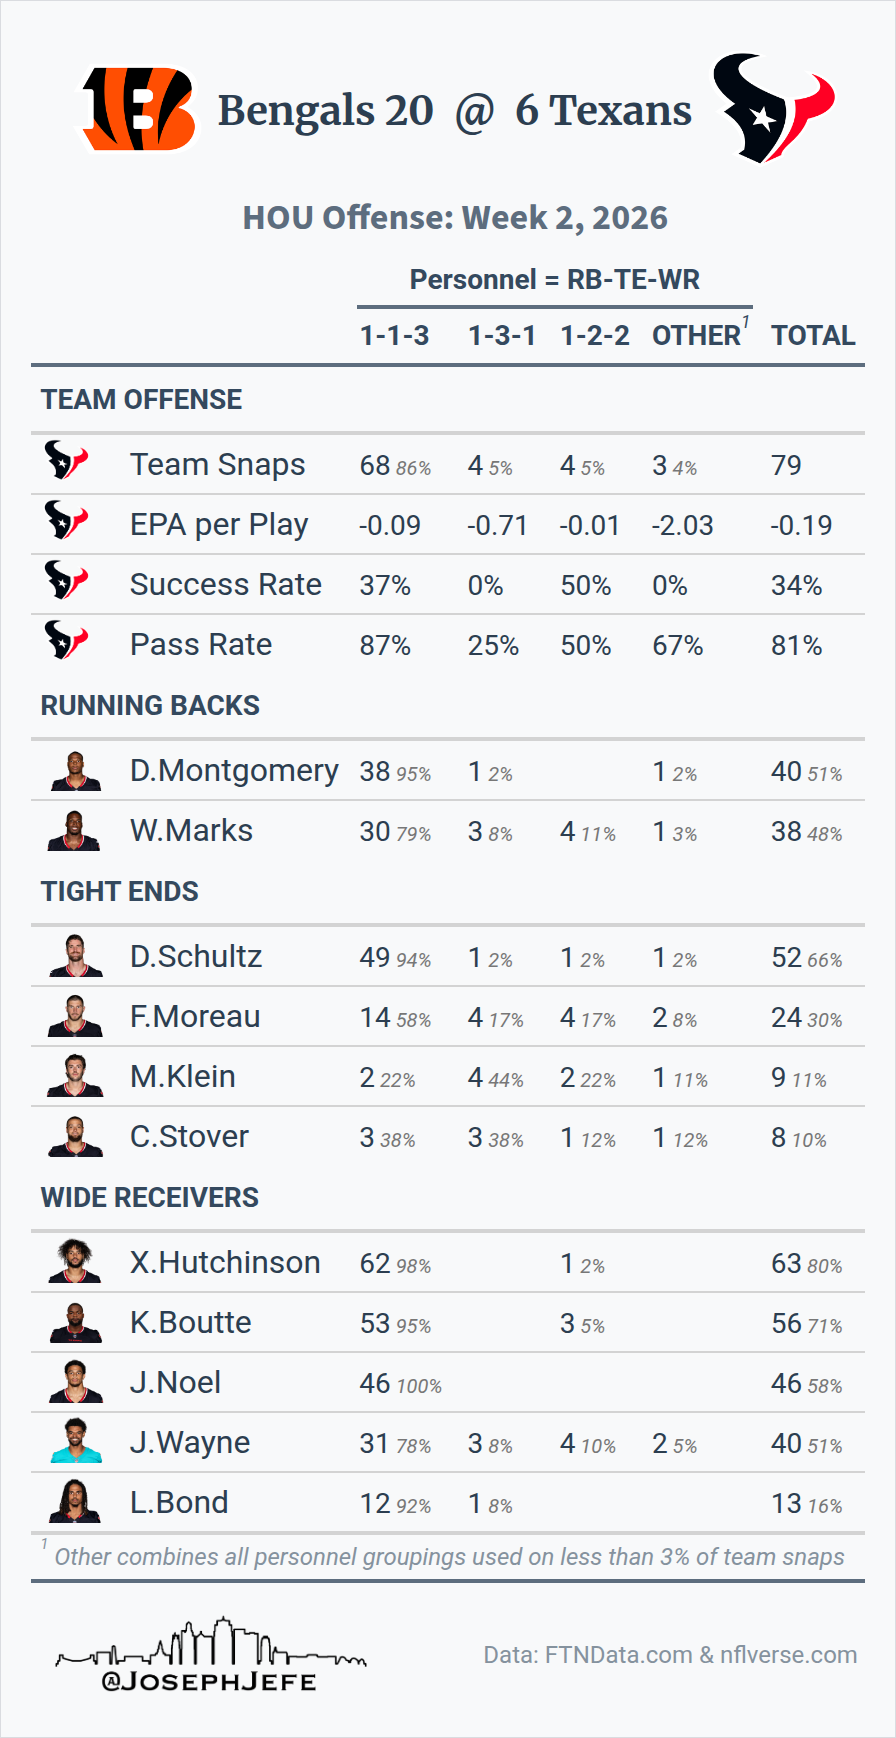 Bengals 20 @ 6 Texans
HOU Offense: Week 2, 2026
Personnel = RB-TE-WR
1-1-3 1-3-1 1-2-2 OTHER1 TOTAL
TEAM OFFENSE
Team Snaps 68 86% 4 5% 4 5% 3 4% 79
EPA per Play -0.09 -0.71 -0.01 -2.03 -0.19
Success Rate 37% 0% 50% 0% 34%
Pass Rate 87% 25% 50% 67% 81%
RUNNING BACKS
D.Montgomery 38 95% 1 2% 1 2% 40 51%
W.Marks 30 79% 3 8% 4 11% 1 3% 38 48%
TIGHT ENDS
D.Schultz 49 94% 1 2% 1 2% 1 2% 52 66%
F.Moreau 14 58% 4 17% 4 17% 2 8% 24 30%
M.Klein 2 22% 4 44% 2 22% 1 11% 9 11%
C.Stover 3 38% 3 38% 1 12% 1 12% 8 10%
WIDE RECEIVERS
X.Hutchinson 62 98% 1 2% 63 80%
K.Boutte 53 95% 3 5% 56 71%
J.Noel 46 100% 46 58%
J.Wayne 31 78% 3 8% 4 10% 2 5% 40 51%
L.Bond 12 92% 1 8% 13 16%
1 Other combines all personnel groupings used on less than 3% of team snaps
@JOSEPHJEFE
Data: FTNData.com & nflverse.com